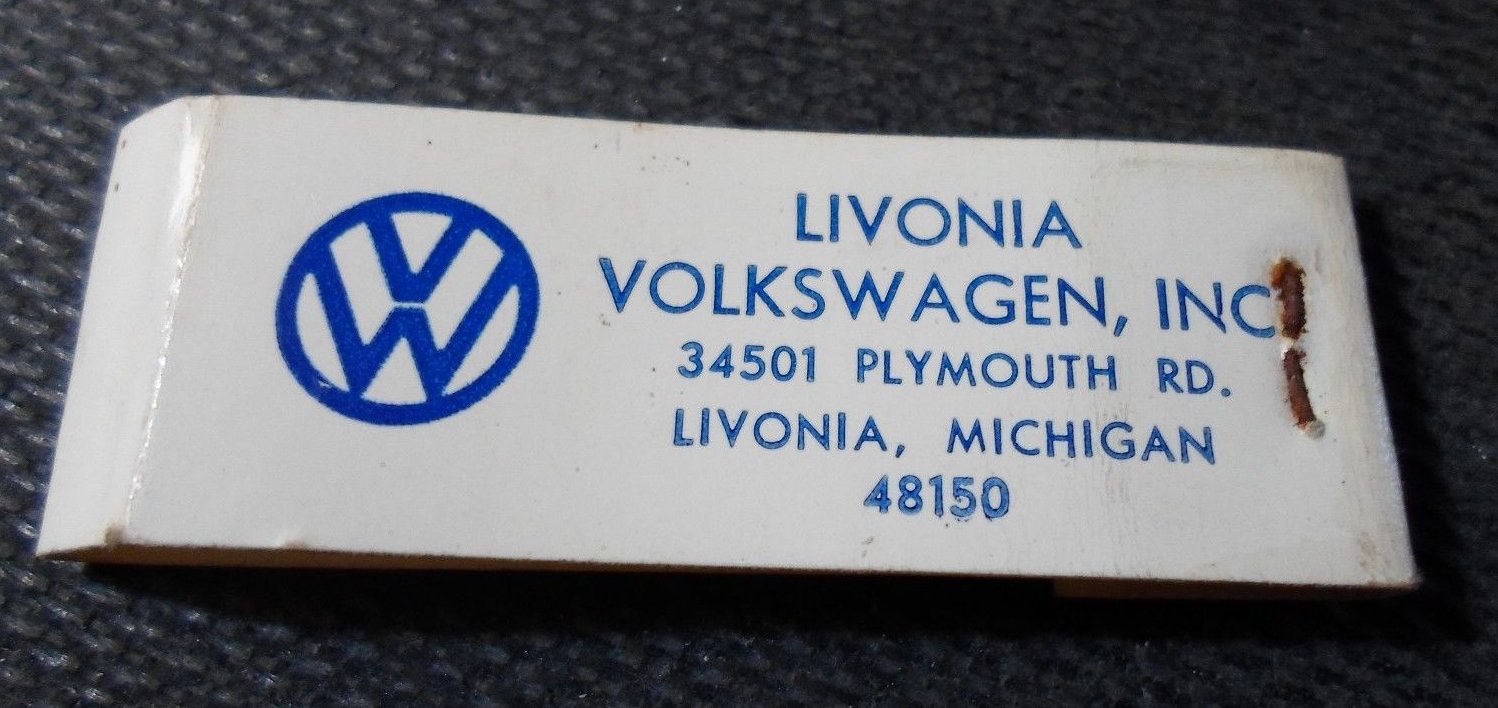 LIVONIA
VOLKSWAGEN, INC
34501 PLYMOUTH RD.
LIVONIA, MICHIGAN
48150